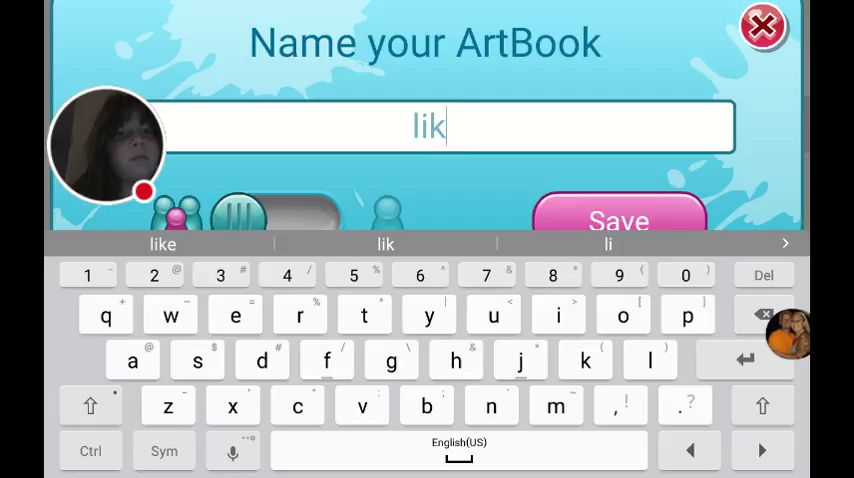 Name your ArtBook
lik
Save
like lik li >
1 - 2 @ 3 # 4 / 5 % 6 ^ 7 & 8 * 9 ( 0 ) Del
q + w - e = r % t ^ y | u < i > o [ p ]
a @ s $ d # f / g ^ h & j * k ( l )
z - x ' c " v : b ; n _ m ~ , ! . ?
Ctrl Sym English(US)